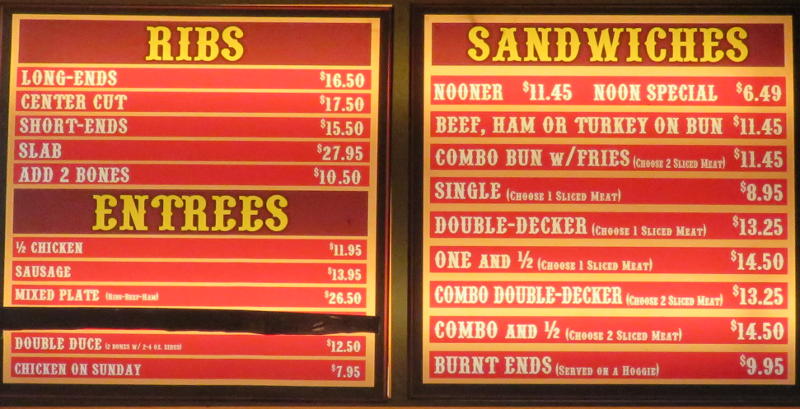 RIBS
LONG-ENDS $16.50
CENTER CUT $17.50
SHORT-ENDS $15.50
SLAB $27.95
ADD 2 BONES $10.50
ENTREES
½ CHICKEN $11.95
SAUSAGE $13.95
MIXED PLATE (RIBS-BEEF-HAM) $26.50
DOUBLE DUCE (2 BONES W/ 2-4 OZ. SIDES) $12.50
CHICKEN ON SUNDAY $7.95
SANDWICHES
NOONER $11.45 NOON SPECIAL $6.49
BEEF, HAM OR TURKEY ON BUN $11.45
COMBO BUN W/FRIES (CHOOSE 2 SLICED MEAT) $11.45
SINGLE (CHOOSE 1 SLICED MEAT) $8.95
DOUBLE-DECKER (CHOOSE 1 SLICED MEAT) $13.25
ONE AND ½ (CHOOSE 1 SLICED MEAT) $14.50
COMBO DOUBLE-DECKER (CHOOSE 2 SLICED MEAT) $13.25
COMBO AND ½ (CHOOSE 2 SLICED MEAT) $14.50
BURNT ENDS (SERVED ON A HOGGIE) $9.95